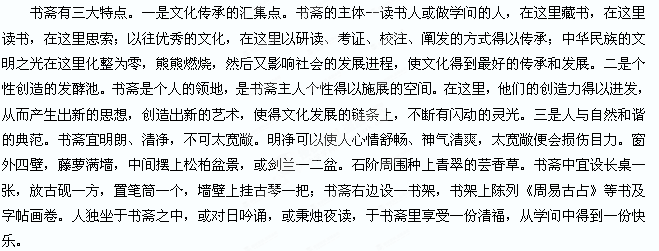 书斋有三大特点。一是文化传承的汇集点。书斋的主体--读书人或做学问的人，在这里藏书，在这里
读书，在这里思索；以往优秀的文化，在这里以研读、考证、校注、阐发的方式得以传承；中华民族的文
明之光在这里化整为零，熊熊燃烧，然后又影响社会的发展进程，使文化得到最好的传承和发展。二是个
性创造的发酵池。书斋是个人的领地，是书斋主人个性得以施展的空间。在这里，他们的创造力得以迸发，
从而产生出新的思想，创造出新的艺术，使得文化发展的链条上，不断有闪动的灵光。三是人与自然和谐
的典范。书斋宜明朗、清净，不可太宽敞。明净可以使人心情舒畅、神气清爽，太宽敞便会损伤目力。窗
外四壁，藤萝满墙，中间摆上松柏盆景，或剑兰一二盆。石阶周围种上青翠的芸香草。书斋中宜设长桌一
张，放古砚一方，置笔筒一个，墙壁上挂古琴一把；书斋右边设一书架，书架上陈列《周易古占》等书及
字帖画卷。人独坐于书斋之中，或对日吟诵，或秉烛夜读，于书斋里享受一份清福，从学问中得到一份快
乐。